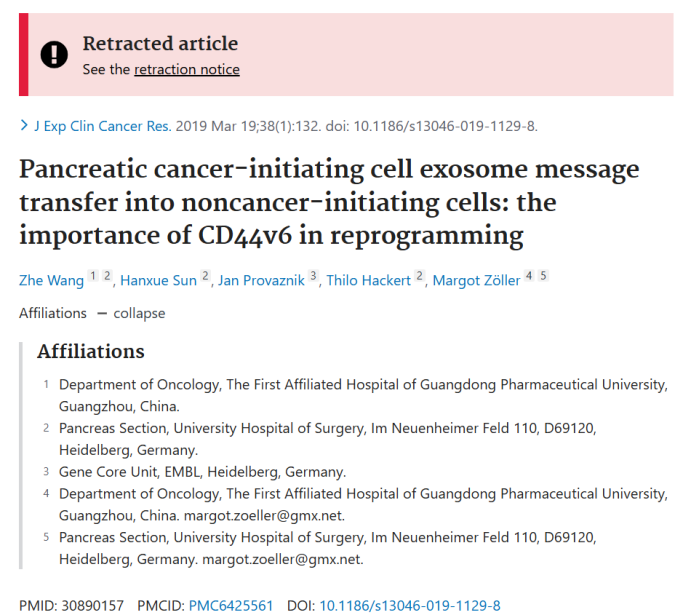 Retracted article
See the retraction notice
J Exp Clin Cancer Res. 2019 Mar 19;38(1):132. doi: 10.1186/s13046-019-1129-8.
Pancreatic cancer-initiating cell exosome message
transfer into noncancer-initiating cells: the
importance of CD44v6 in reprogramming
Zhe Wang 1 2, Hanxue Sun 2, Jan Provaznik 3, Thilo Hackert 2, Margot Zöller 4 5
Affiliations – collapse
Affiliations
1 Department of Oncology, The First Affiliated Hospital of Guangdong Pharmaceutical University,
Guangzhou, China.
2 Pancreas Section, University Hospital of Surgery, Im Neuenheimer Feld 110, D69120,
Heidelberg, Germany.
3 Gene Core Unit, EMBL, Heidelberg, Germany.
4 Department of Oncology, The First Affiliated Hospital of Guangdong Pharmaceutical University,
Guangzhou, China. margot.zoeller@gmx.net.
5 Pancreas Section, University Hospital of Surgery, Im Neuenheimer Feld 110, D69120,
Heidelberg, Germany. margot.zoeller@gmx.net.
PMID: 30890157 PMCID: PMC6425561 DOI: 10.1186/s13046-019-1129-8